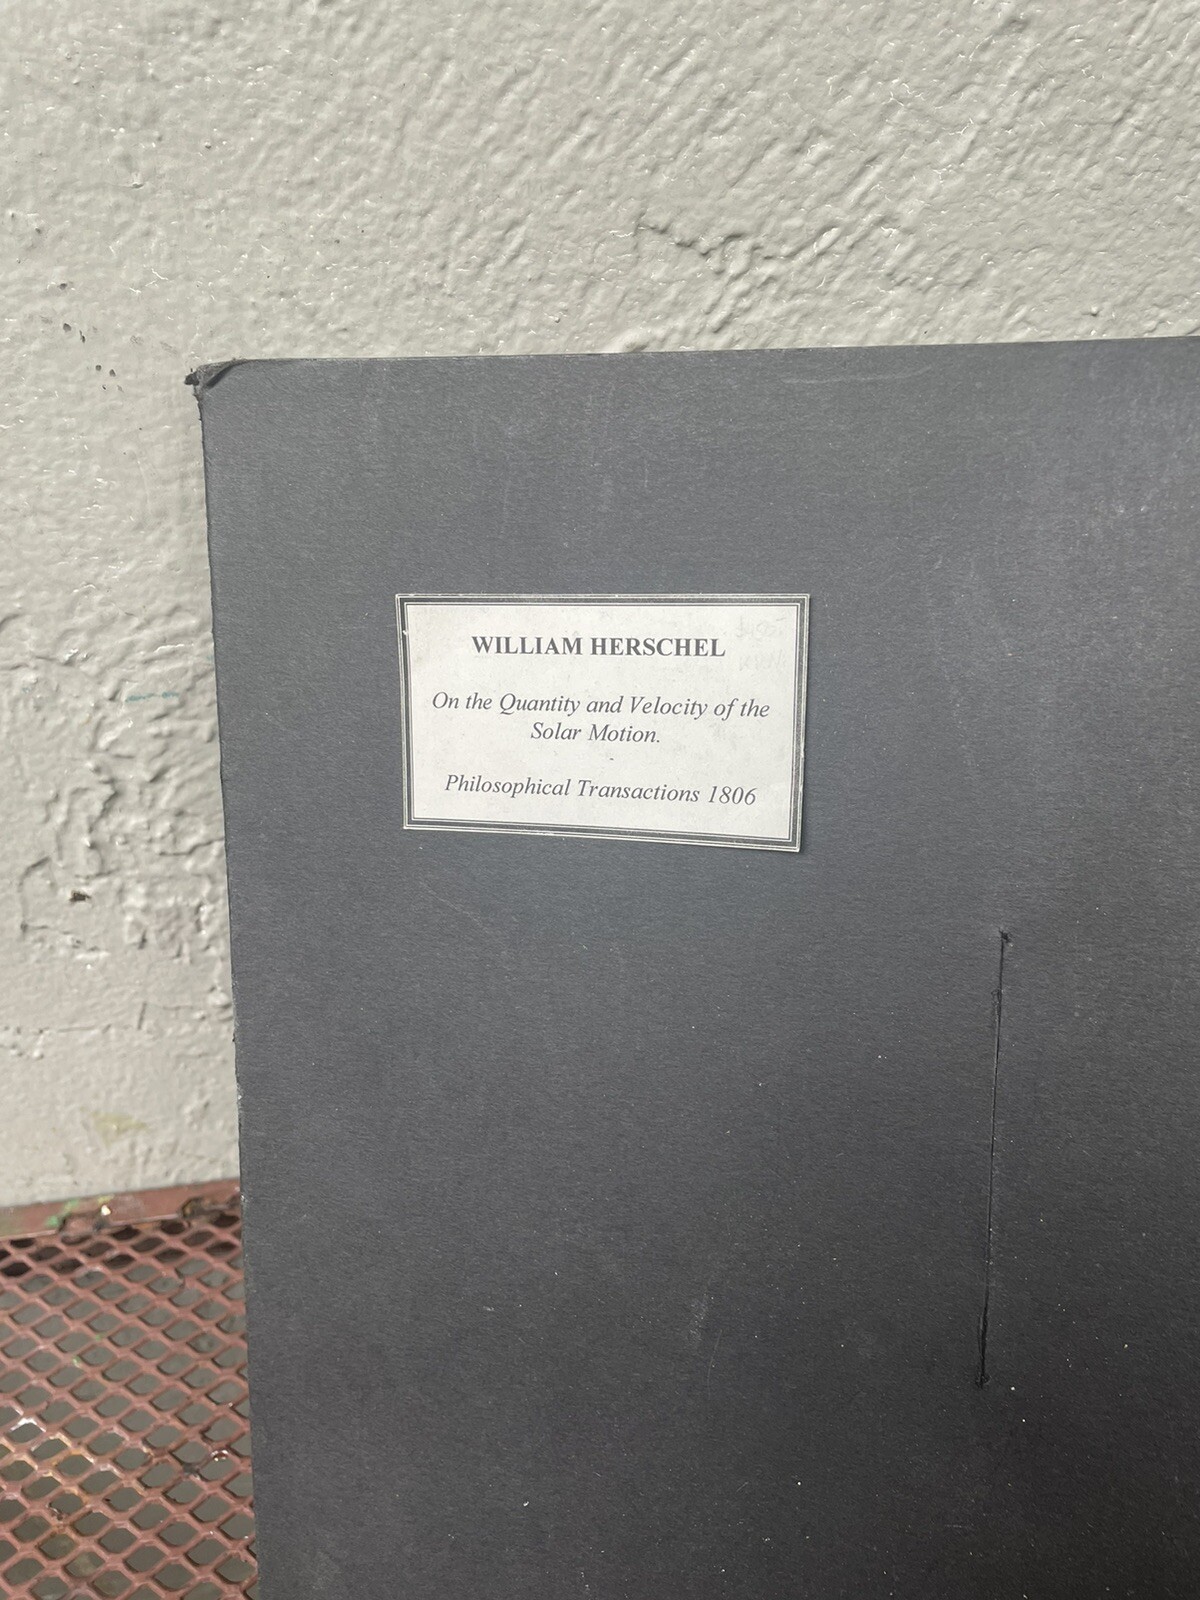 WILLIAM HERSCHEL
On the Quantity and Velocity of the
Solar Motion.
Philosophical Transactions 1806